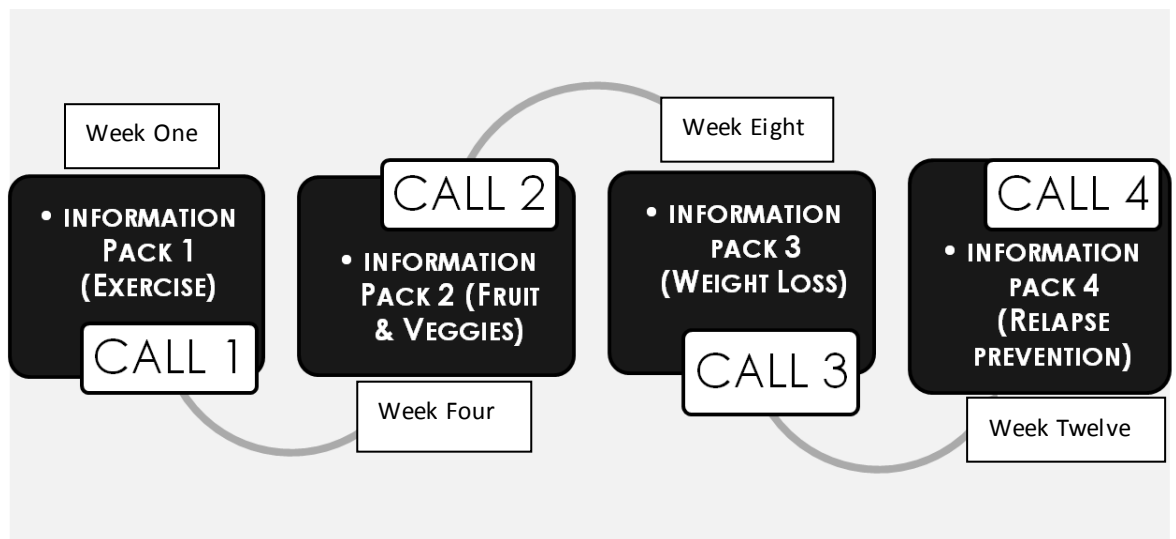 Week One
• INFORMATION
PACK 1
(EXERCISE)
CALL 1
CALL 2
• INFORMATION
PACK 2 (FRUIT
& VEGGIES)
Week Four
Week Eight
• INFORMATION
PACK 3
(WEIGHT LOSS)
CALL 3
CALL 4
• INFORMATION
PACK 4
(RELAPSE
PREVENTION)
Week Twelve